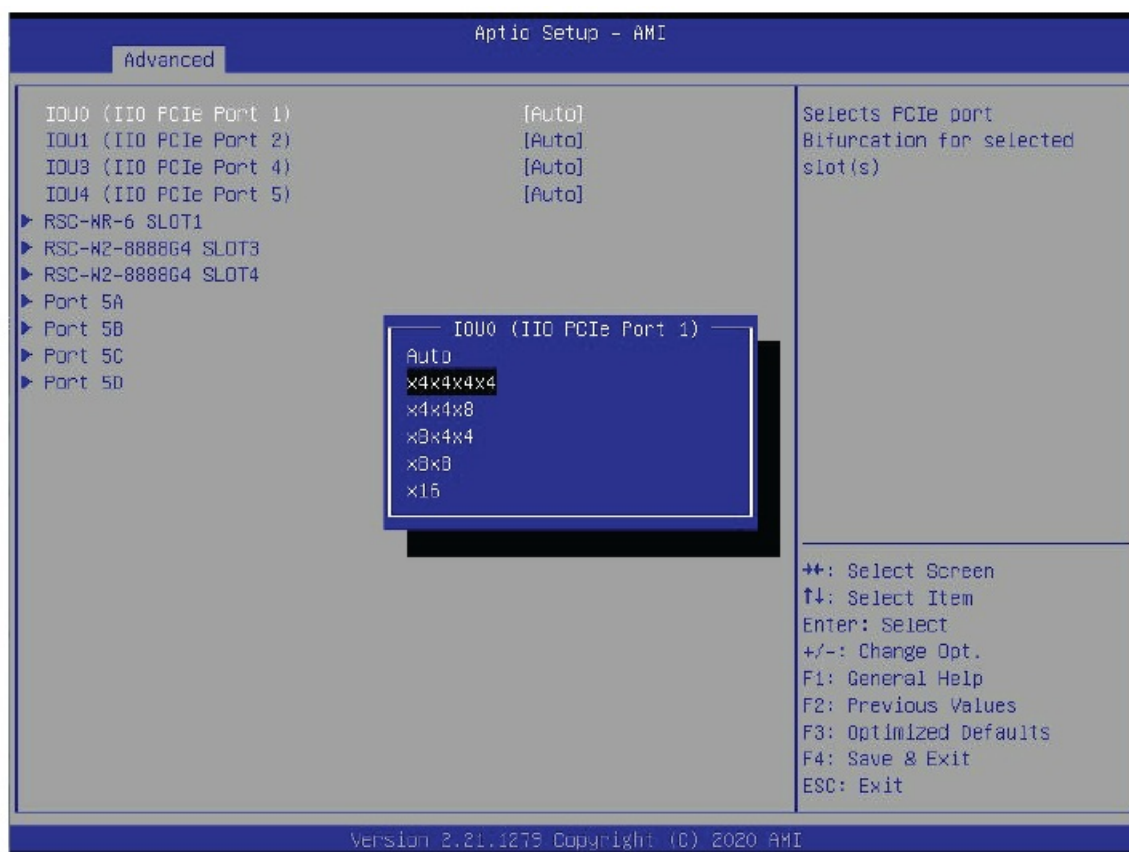 Aptio Setup - AMI
Advanced
IOU0 (IIO PCIe Port 1) [Auto]
IOU1 (IIO PCIe Port 2) [Auto]
IOU3 (IIO PCIe Port 4) [Auto]
IOU4 (IIO PCIe Port 5) [Auto]
▶ RSC-WR-6 SLOT1
▶ RSC-W2-8888G4 SLOT3
▶ RSC-W2-8888G4 SLOT4
▶ Port 5A
▶ Port 5B
▶ Port 5C
▶ Port 5D
IOU0 (IIO PCIe Port 1)
Auto
x4x4x4x4
x4x4x8
x8x4x4
x8x8
x16
Selects PCIe port
Bifurcation for selected
slot(s)
→←: Select Screen
↑↓: Select Item
Enter: Select
+/-: Change Opt.
F1: General Help
F2: Previous Values
F3: Optimized Defaults
F4: Save & Exit
ESC: Exit
Version 2.21.1279 Copyright (C) 2020 AMI